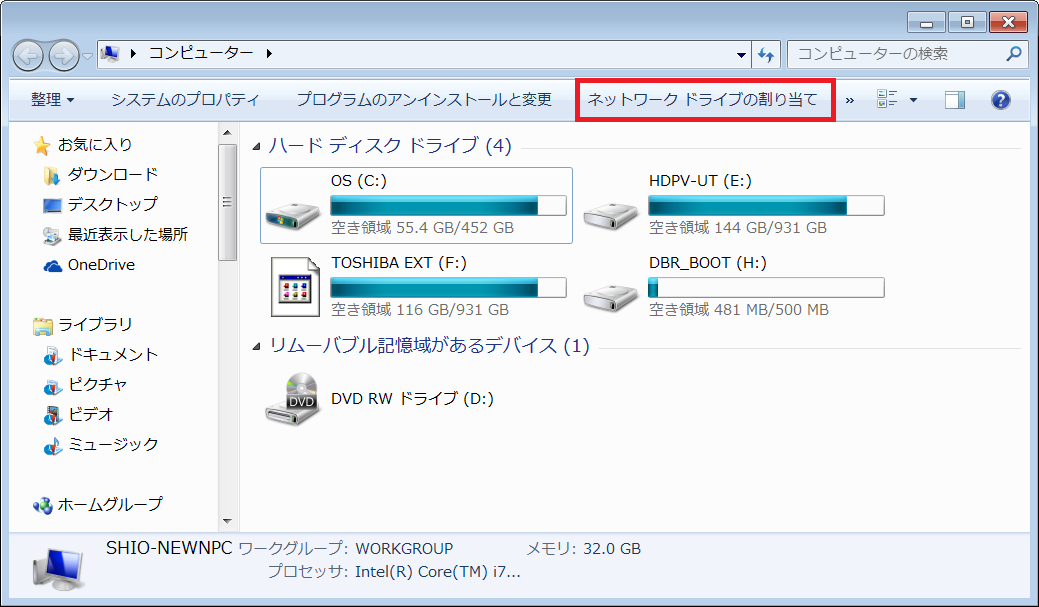 コンピューター
コンピューターの検索
整理 システムのプロパティ プログラムのアンインストールと変更 ネットワーク ドライブの割り当て »
お気に入り
ダウンロード
デスクトップ
最近表示した場所
OneDrive
ライブラリ
ドキュメント
ピクチャ
ビデオ
ミュージック
ホームグループ
ハード ディスク ドライブ (4)
OS (C:)
空き領域 55.4 GB/452 GB
HDPV-UT (E:)
空き領域 144 GB/931 GB
TOSHIBA EXT (F:)
空き領域 116 GB/931 GB
DBR_BOOT (H:)
空き領域 481 MB/500 MB
リムーバブル記憶域があるデバイス (1)
DVD
DVD RW ドライブ (D:)
SHIO-NEWNPC ワークグループ: WORKGROUP メモリ: 32.0 GB
プロセッサ: Intel(R) Core(TM) i7...